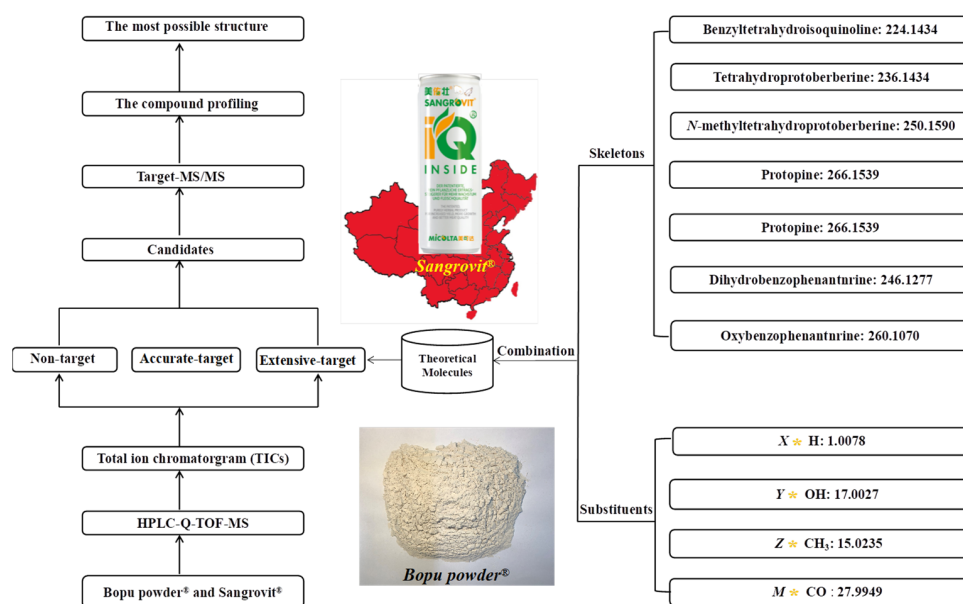 The most possible structure
The compound profiling
Target-MS/MS
Candidates
Non-target
Accurate-target
Extensive-target
Total ion chromatorgram (TICs)
HPLC-Q-TOF-MS
Bopu powder® and Sangrovit®
SANGROVIT
iQ
INSIDE
MICOLTA
Sangrovit®
Theoretical
Molecules
Combination
Bopu powder®
Skeletons
Benzyltetrahydroisoquinoline: 224.1434
Tetrahydroprotoberberine: 236.1434
N-methyltetrahydroprotoberberine: 250.1590
Protopine: 266.1539
Protopine: 266.1539
Dihydrobenzophenantnrine: 246.1277
Oxybenzophenantnrine: 260.1070
Substituents
X * H: 1.0078
Y * OH: 17.0027
Z * CH₃: 15.0235
M * CO : 27.9949